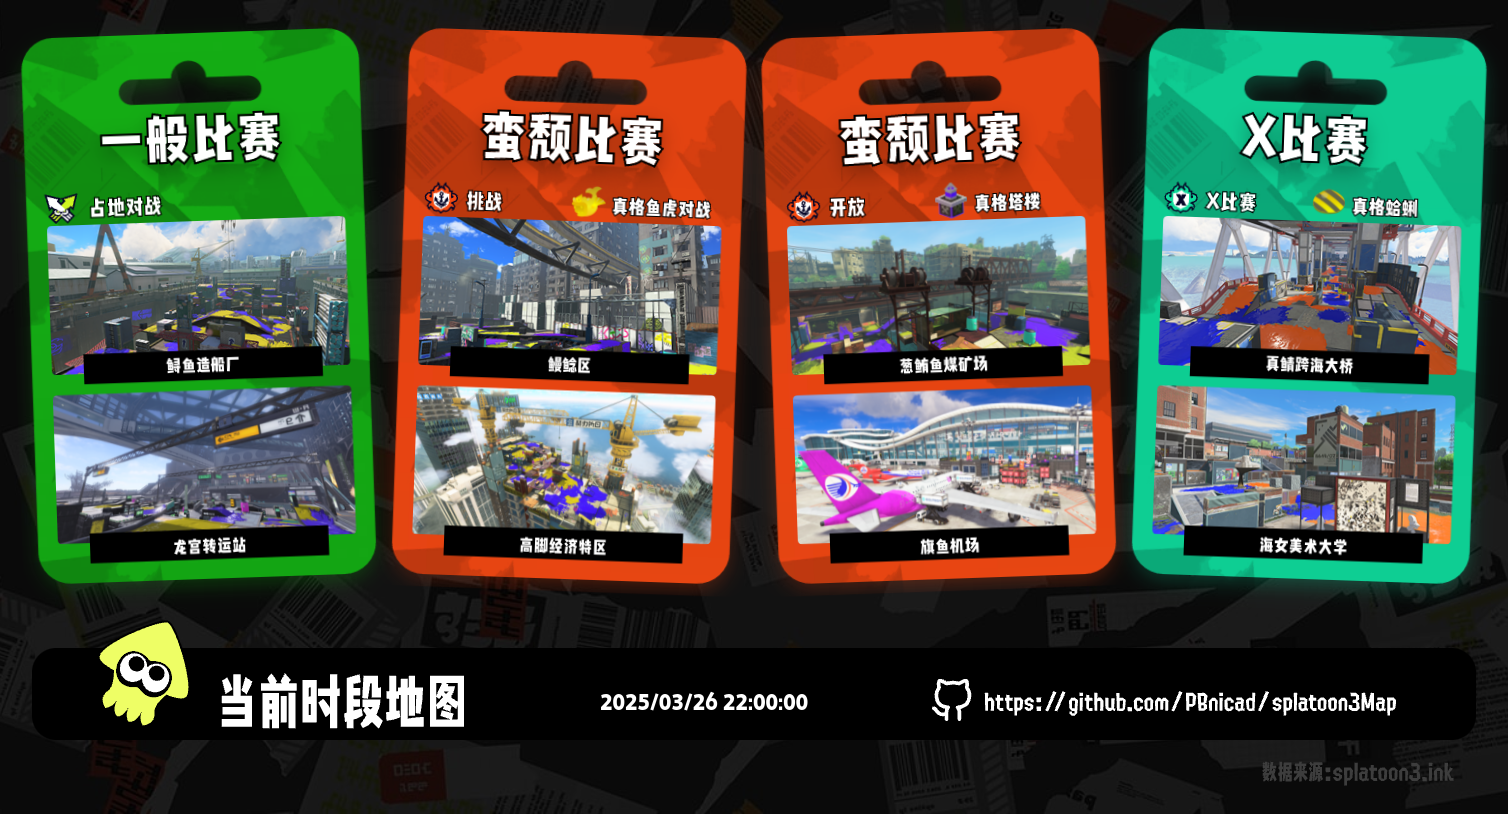 一般比赛
占地对战
鲟鱼造船厂
龙宫转运站
蛮颓比赛
挑战
真格鱼虎对战
鳗鲶区
高脚经济特区
蛮颓比赛
开放
真格塔楼
葱鲔鱼煤矿场
旗鱼机场
X比赛
X比赛
真格蛤蜊
真鲭跨海大桥
海女美术大学
当前时段地图
2025/03/26 22:00:00
https://github.com/PBnicad/splatoon3Map
数据来源:splatoon3.ink